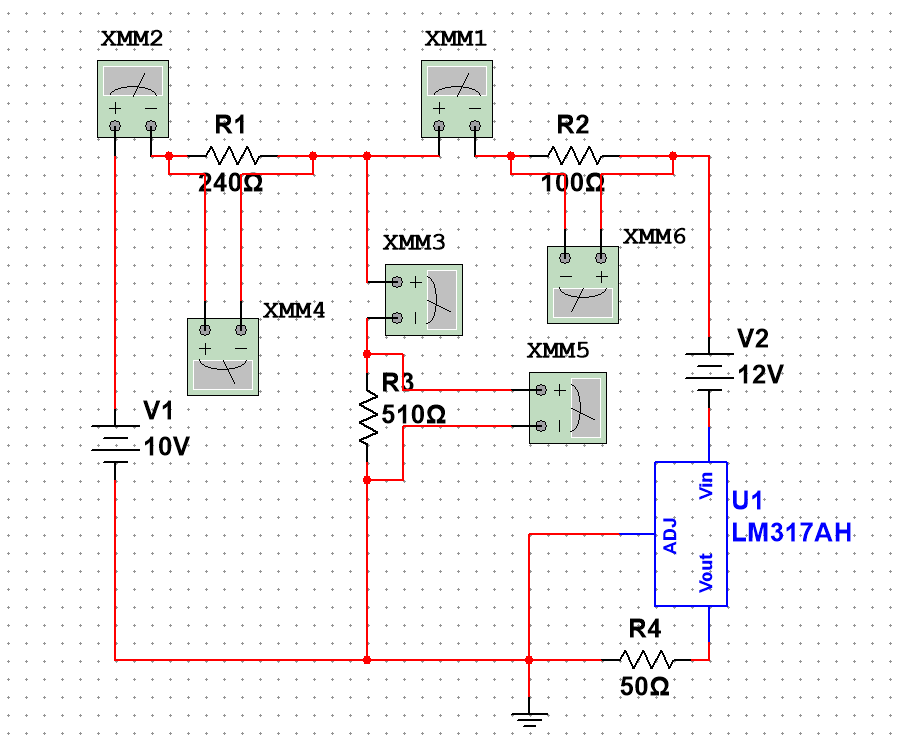 XMM2
XMM1
R1
R2
240Ω
100Ω
XMM3
XMM6
XMM4
XMM5
V2
12V
R3
510Ω
V1
10V
Vin
U1
LM317AH
ADJ
Vout
R4
50Ω